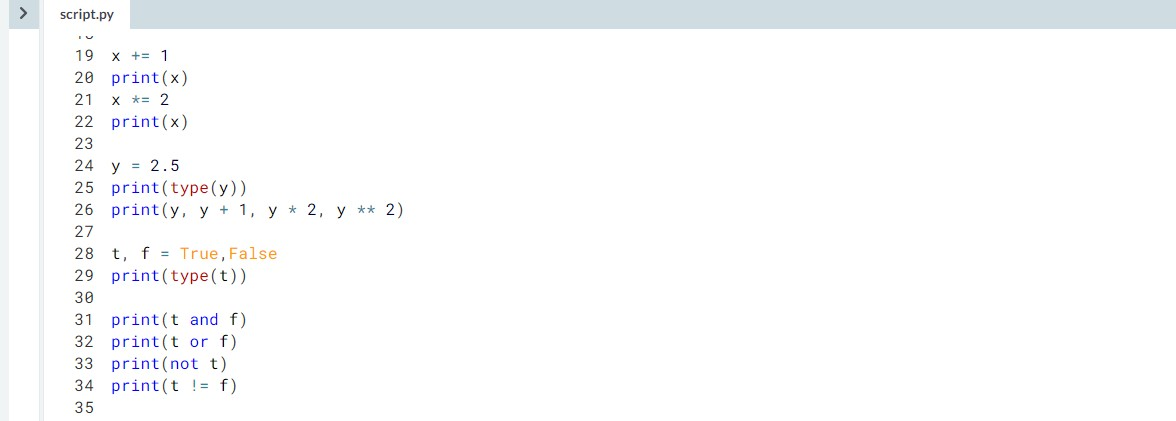 script.py
19 x += 1
20 print(x)
21 x *= 2
22 print(x)
23
24 y = 2.5
25 print(type(y))
26 print(y, y + 1, y * 2, y ** 2)
27
28 t, f = True,False
29 print(type(t))
30
31 print(t and f)
32 print(t or f)
33 print(not t)
34 print(t != f)
35